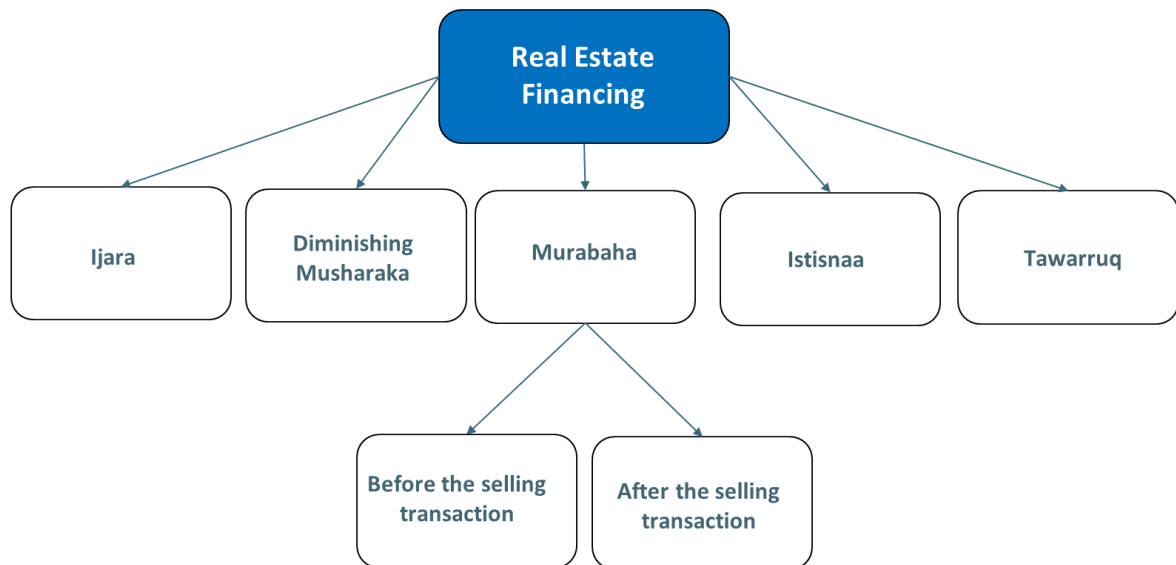 Real Estate
Financing
Ijara
Diminishing
Musharaka
Murabaha
Istisnaa
Tawarruq
Before the selling
transaction
After the selling
transaction